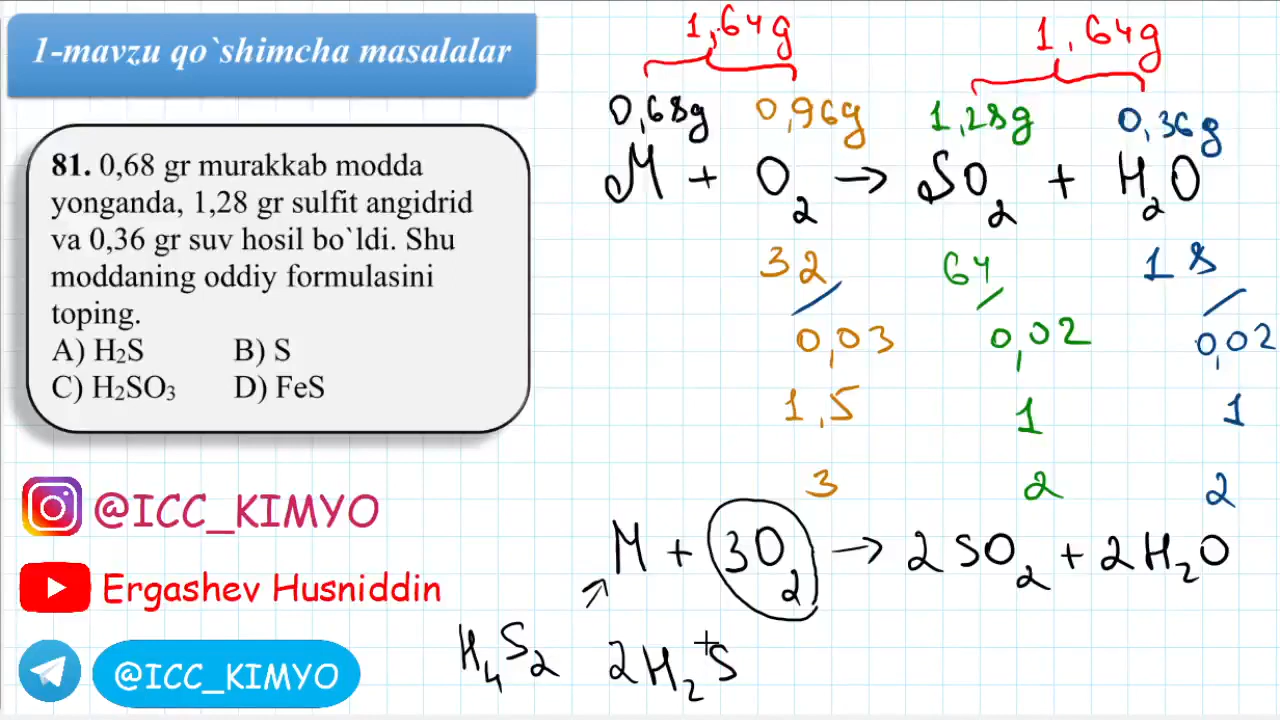 1-mavzu qo`shimcha masalalar
81. 0,68 gr murakkab modda
yonganda, 1,28 gr sulfit angidrid
va 0,36 gr suv hosil bo`ldi. Shu
moddaning oddiy formulasini
toping.
A) H₂S B) S
C) H₂SO₃ D) FeS
@ICC_KIMYO
Ergashev Husniddin
@ICC_KIMYO
1,64g 1,64g
0,68g 0,96g 1,28g 0,36g
M + O₂ → SO₂ + H₂O
32 64 18
0,03 0,02 0,02
1,5 1 1
3 2 2
M + 3O₂ → 2SO₂ + 2H₂O
H₄S₂ 2H₂S